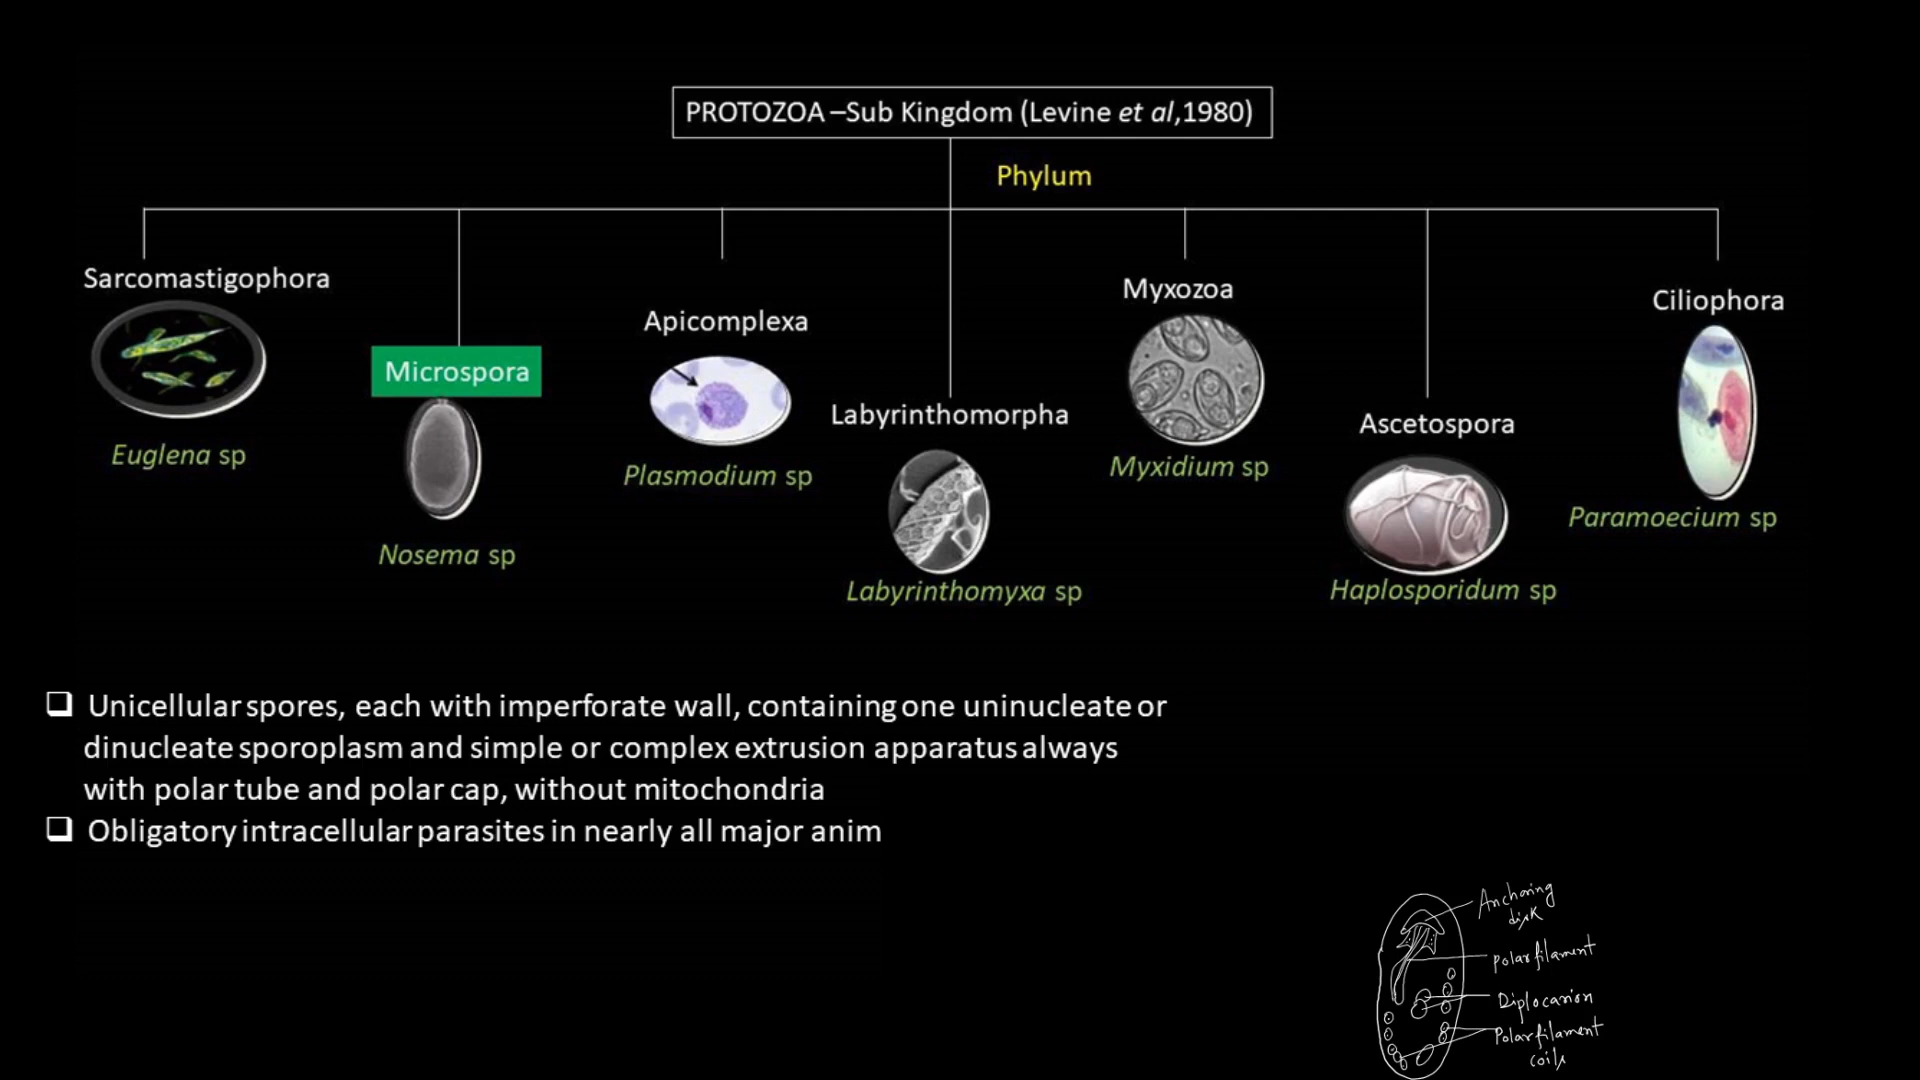 PROTOZOA –Sub Kingdom (Levine et al,1980)
Phylum
Sarcomastigophora
Euglena sp
Microspora
Nosema sp
Apicomplexa
Plasmodium sp
Labyrinthomorpha
Labyrinthomyxa sp
Myxozoa
Myxidium sp
Ascetospora
Haplosporidum sp
Ciliophora
Paramoecium sp
Unicellular spores, each with imperforate wall, containing one uninucleate or
dinucleate sporoplasm and simple or complex extrusion apparatus always
with polar tube and polar cap, without mitochondria
Obligatory intracellular parasites in nearly all major anim
Anchoring
disk
polar filament
Diplocarion
Polar filament
coils